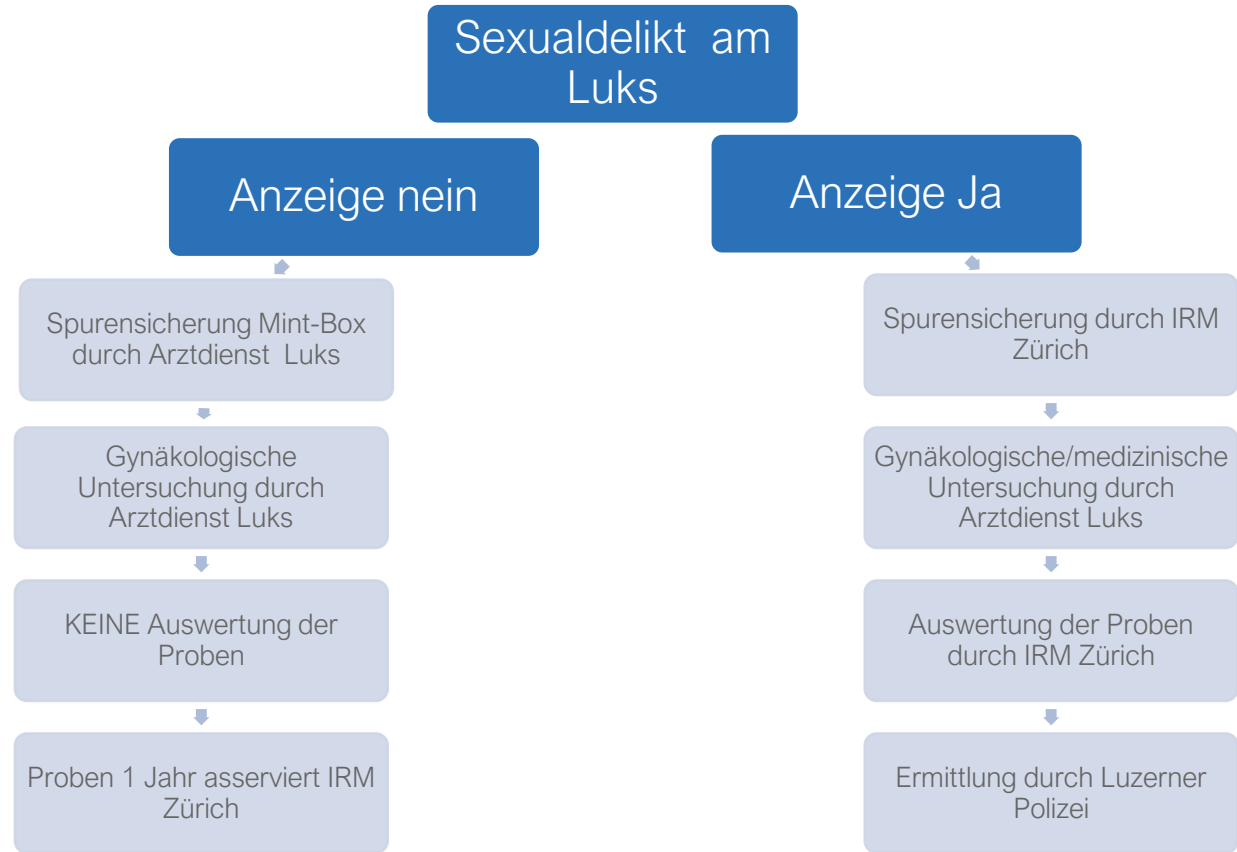 Sexualdelikt am
Luks
Anzeige nein
Spurensicherung Mint-Box
durch Arztdienst Luks
Gynäkologische
Untersuchung durch
Arztdienst Luks
KEINE Auswertung der
Proben
Proben 1 Jahr asserviert IRM
Zürich
Anzeige Ja
Spurensicherung durch IRM
Zürich
Gynäkologische/medizinische
Untersuchung durch
Arztdienst Luks
Auswertung der Proben
durch IRM Zürich
Ermittlung durch Luzerner
Polizei